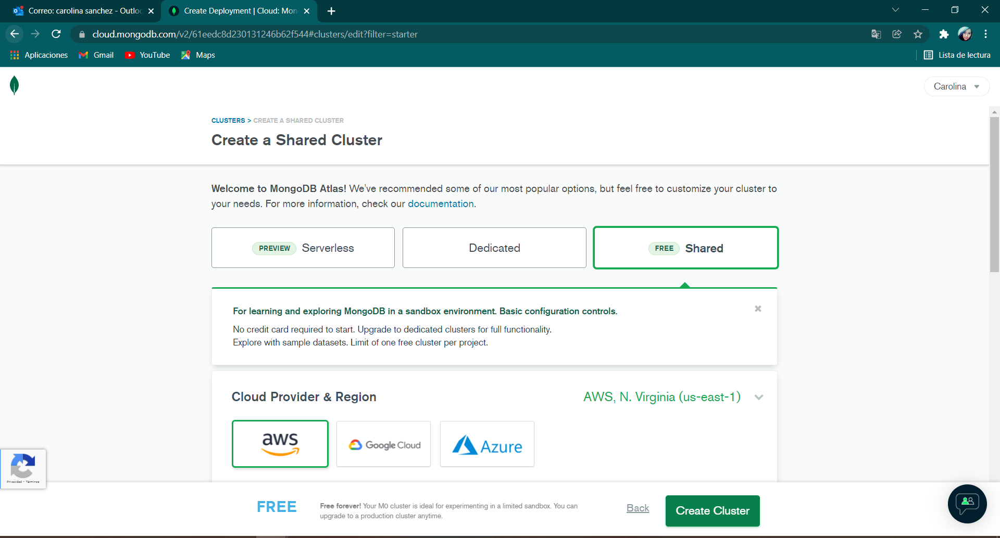 Correo: carolina sanchez - Outloo
Create Deployment | Cloud: Mon
cloud.mongodb.com/v2/61eedc8d230131246b62f544#clusters/edit?filter=starter
Aplicaciones
Gmail
YouTube
Maps
Lista de lectura
Carolina
CLUSTERS > CREATE A SHARED CLUSTER
Create a Shared Cluster
Welcome to MongoDB Atlas! We've recommended some of our most popular options, but feel free to customize your cluster to
your needs. For more information, check our documentation.
PREVIEW Serverless
Dedicated
FREE Shared
For learning and exploring MongoDB in a sandbox environment. Basic configuration controls.
No credit card required to start. Upgrade to dedicated clusters for full functionality.
Explore with sample datasets. Limit of one free cluster per project.
Cloud Provider & Region
AWS, N. Virginia (us-east-1)
aws
Google Cloud
Azure
Privacidad - Términos
FREE
Free forever! Your M0 cluster is ideal for experimenting in a limited sandbox. You can
upgrade to a production cluster anytime.
Back
Create Cluster